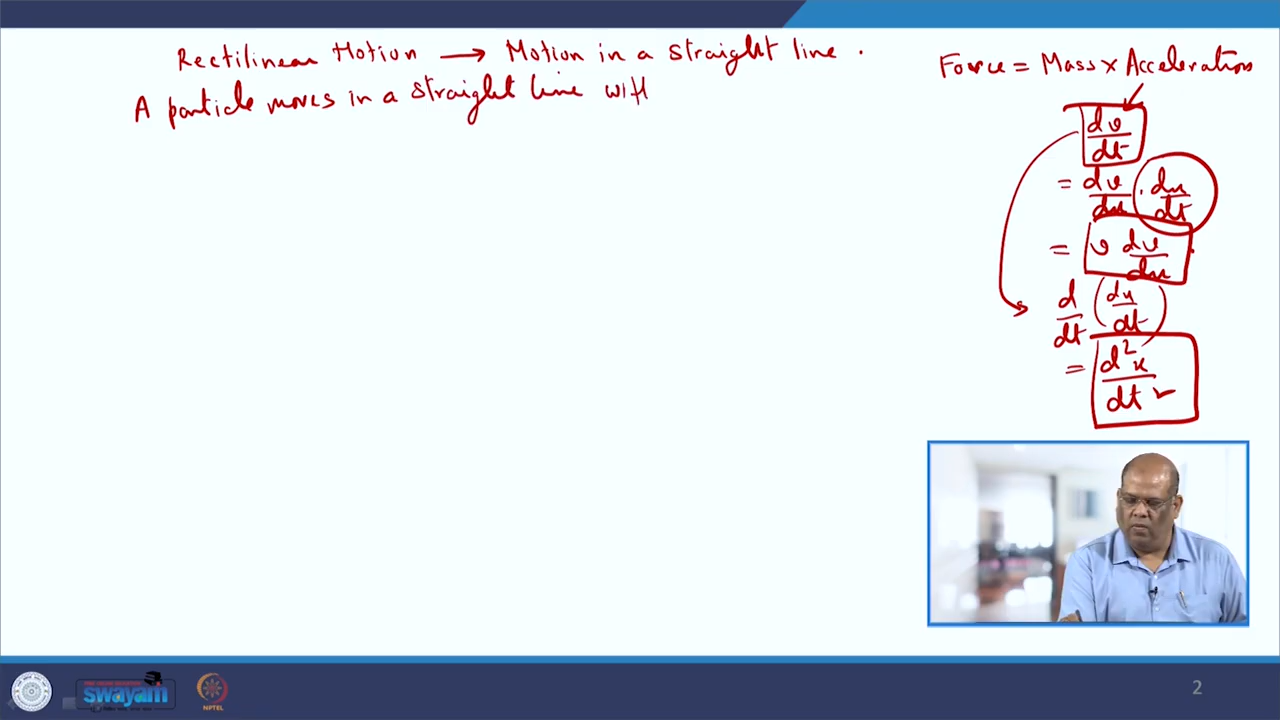 Rectilinear Motion → Motion in a straight line.
A particle moves in a straight line with
Force = Mass × Acceleration
dv/dt
= dv/dx · dx/dt
= v dv/dx
d/dt (dx/dt)
= d²x/dt²
swayam
NPTEL
2